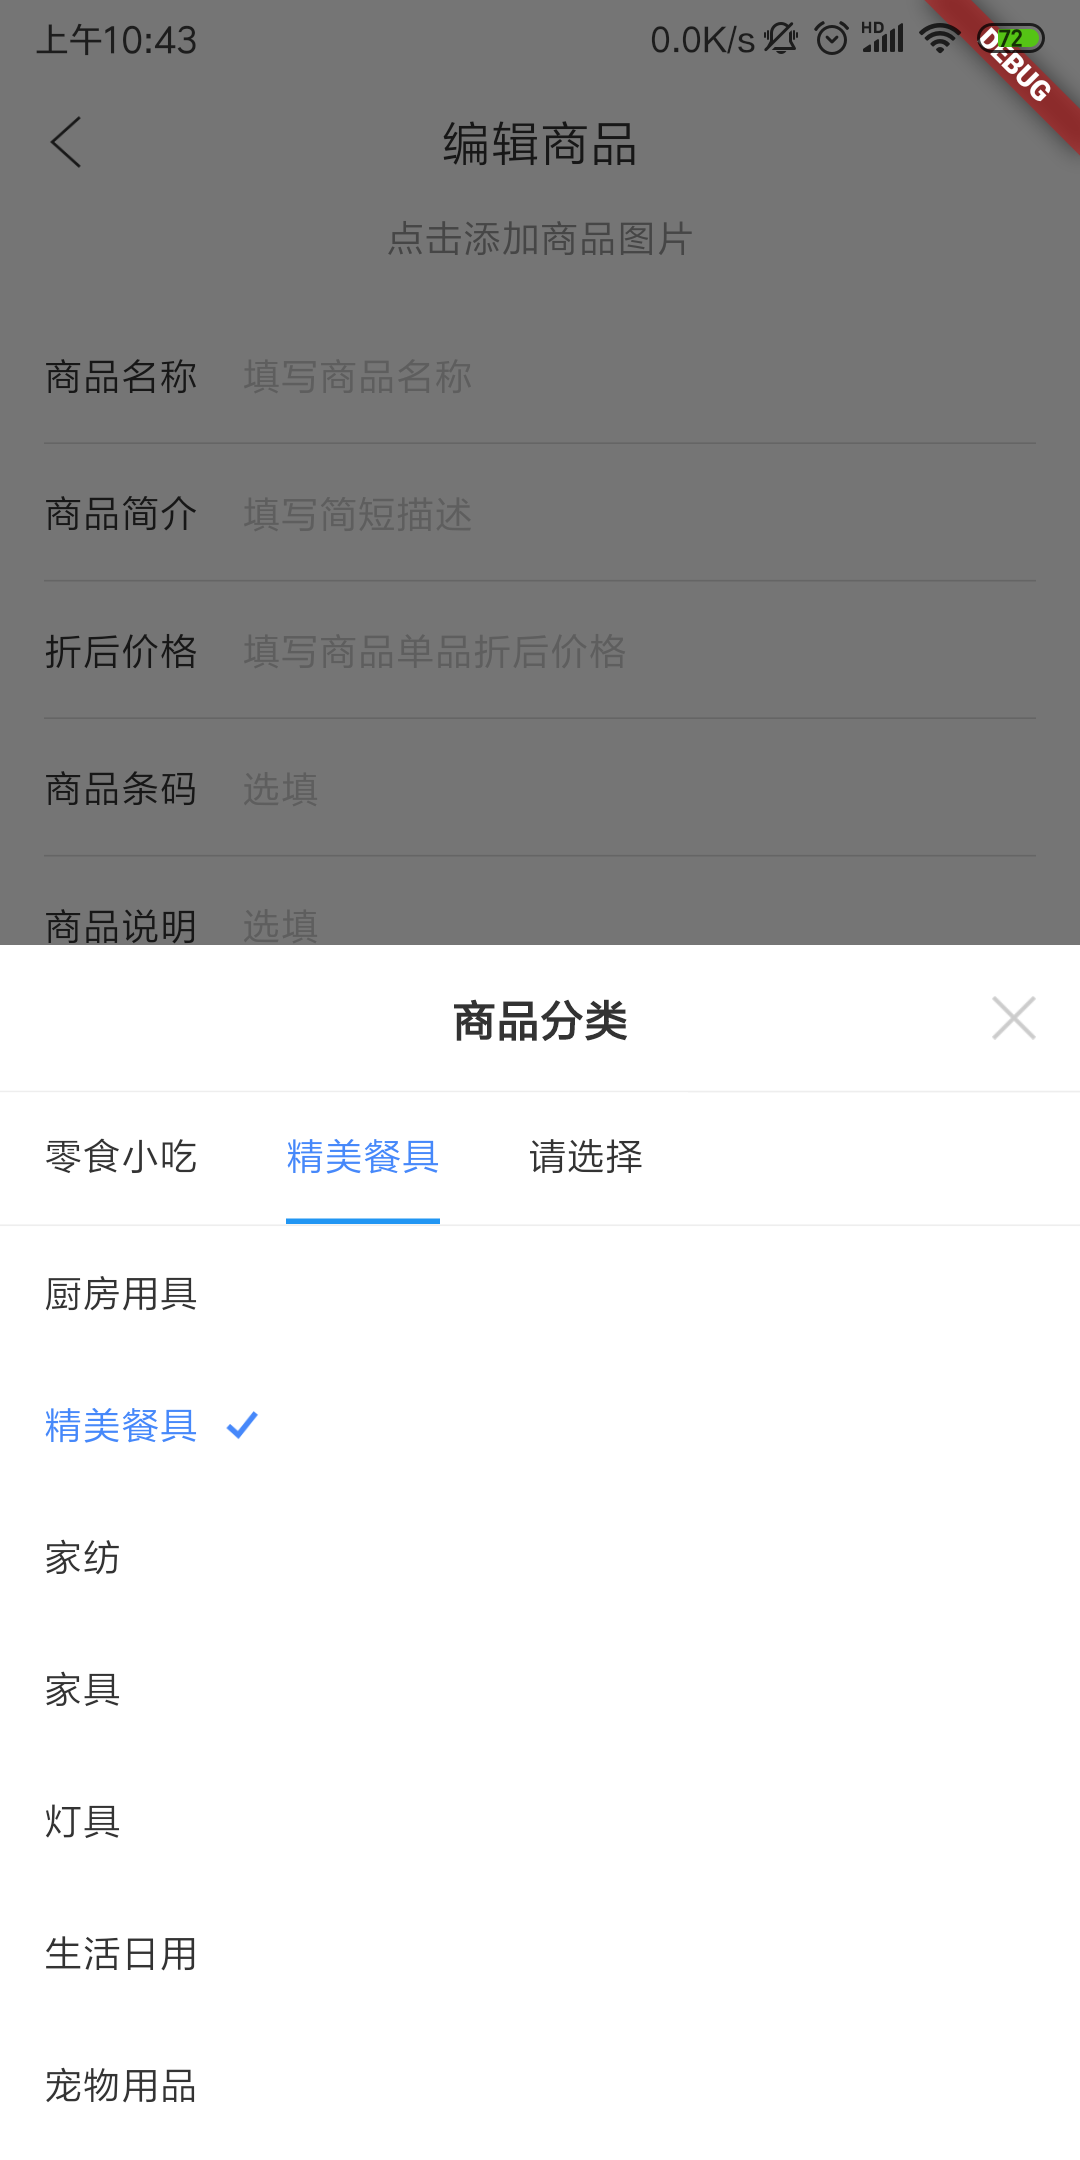 上午10:43 0.0K/s HD 72
DEBUG
编辑商品
点击添加商品图片
商品名称 填写商品名称
商品简介 填写简短描述
折后价格 填写商品单品折后价格
商品条码 选填
商品说明 选填
商品分类
零食小吃 精美餐具 请选择
厨房用具
精美餐具
家纺
家具
灯具
生活日用
宠物用品